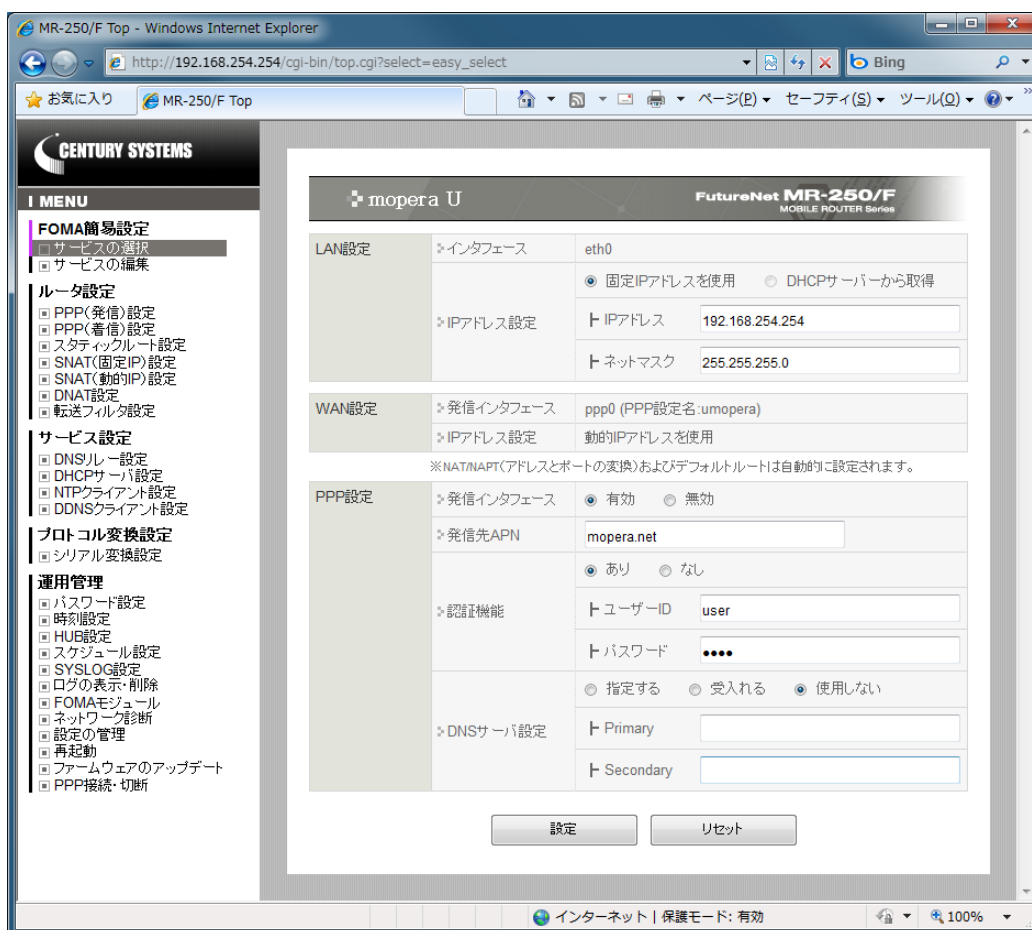 MR-250/F Top - Windows Internet Explorer
http://192.168.254.254/cgi-bin/top.cgi?select=easy_select
Bing
お気に入り
MR-250/F Top
ページ(P)
セーフティ(S)
ツール(O)
CENTURY SYSTEMS
MENU
FOMA簡易設定
サービスの選択
サービスの編集
ルータ設定
PPP(発信)設定
PPP(着信)設定
スタティックルート設定
SNAT(固定IP)設定
SNAT(動的IP)設定
DNAT設定
転送フィルタ設定
サービス設定
DNSリレー設定
DHCPサーバ設定
NTPクライアント設定
DDNSクライアント設定
プロトコル変換設定
シリアル変換設定
運用管理
パスワード設定
時刻設定
HUB設定
スケジュール設定
SYSLOG設定
ログの表示・削除
FOMAモジュール
ネットワーク診断
設定の管理
再起動
ファームウェアのアップデート
PPP接続・切断
mopera U
FutureNet MR-250/F
MOBILE ROUTER Series
LAN設定
インタフェース
eth0
IPアドレス設定
固定IPアドレスを使用
DHCPサーバーから取得
IPアドレス
192.168.254.254
ネットマスク
255.255.255.0
WAN設定
発信インタフェース
ppp0 (PPP設定名:umopera)
IPアドレス設定
動的IPアドレスを使用
※NAT/NAPT(アドレスとポートの変換)およびデフォルトルートは自動的に設定されます。
PPP設定
発信インタフェース
有効
無効
発信先APN
mopera.net
認証機能
あり
なし
ユーザーID
user
パスワード
••••
DNSサーバ設定
指定する
受入れる
使用しない
Primary
Secondary
設定
リセット
インターネット | 保護モード: 有効
100%